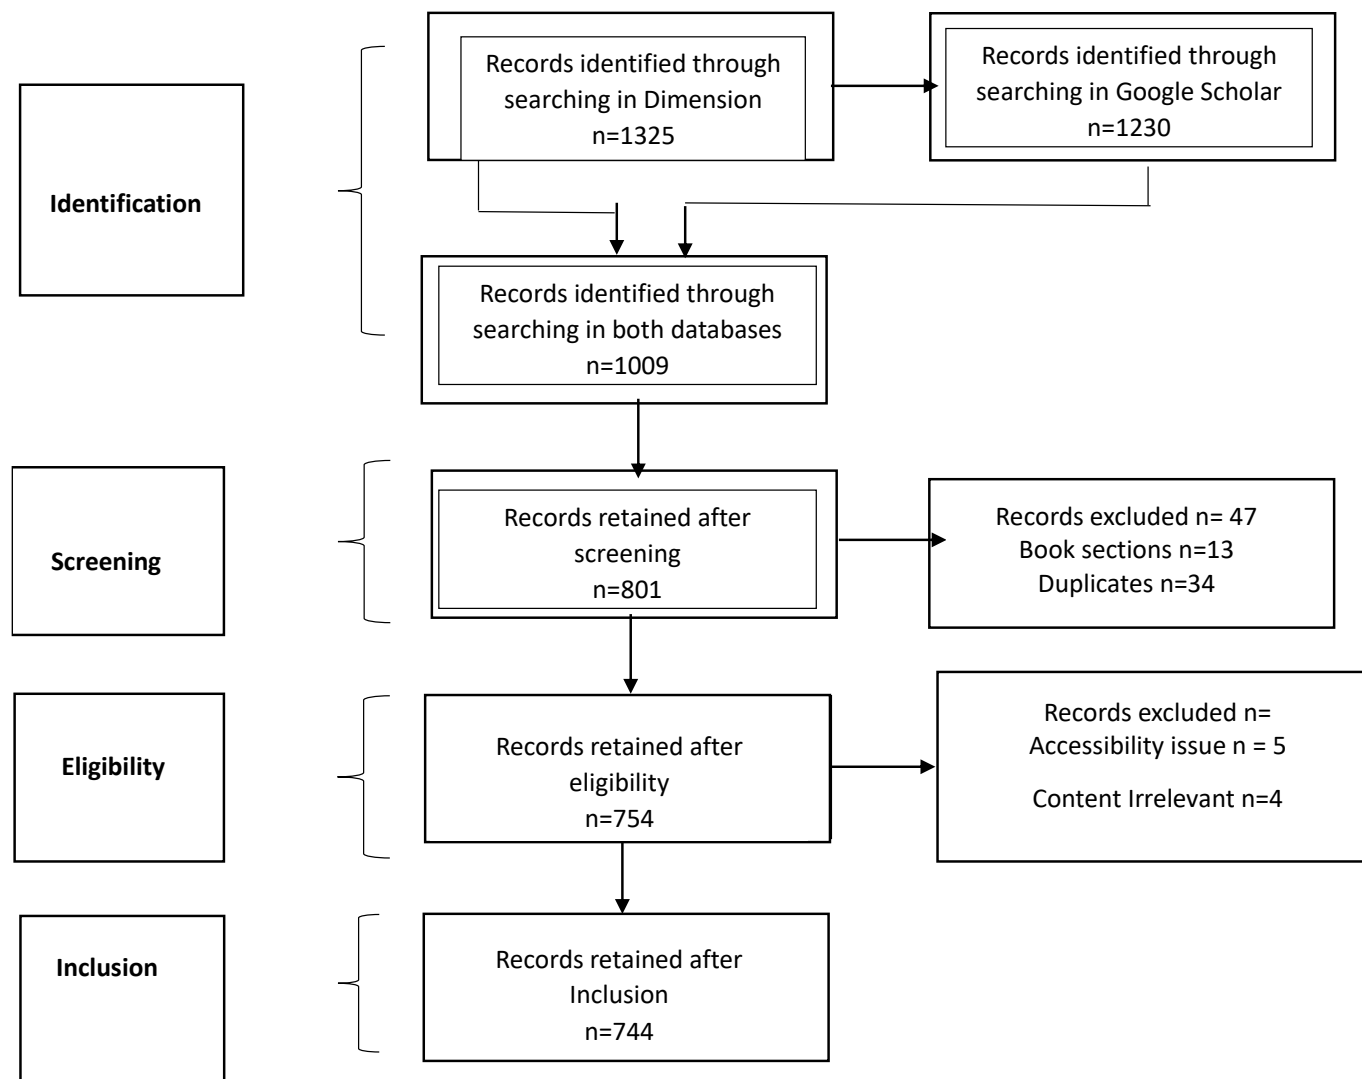 Identification
Records identified through
searching in Dimension
n=1325
Records identified through
searching in Google Scholar
n=1230
Records identified through
searching in both databases
n=1009
Screening
Records retained after
screening
n=801
Records excluded n= 47
Book sections n=13
Duplicates n=34
Eligibility
Records retained after
eligibility
n=754
Records excluded n=
Accessibility issue n = 5
Content Irrelevant n=4
Inclusion
Records retained after
Inclusion
n=744